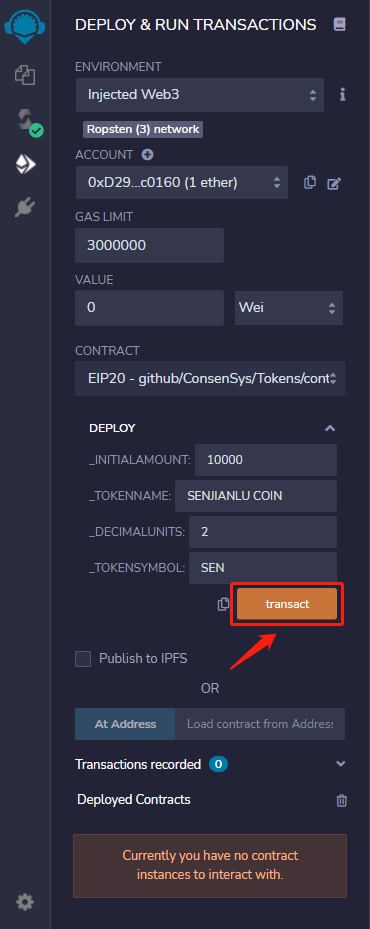 DEPLOY & RUN TRANSACTIONS
ENVIRONMENT
Injected Web3
Ropsten (3) network
ACCOUNT
0xD29...c0160 (1 ether)
GAS LIMIT
3000000
VALUE
0 Wei
CONTRACT
EIP20 - github/ConsenSys/Tokens/cont
DEPLOY
_INITIALAMOUNT: 10000
_TOKENNAME: SENJIANLU COIN
_DECIMALUNITS: 2
_TOKENSYMBOL: SEN
transact
Publish to IPFS
OR
At Address Load contract from Address
Transactions recorded 0
Deployed Contracts
Currently you have no contract
instances to interact with.